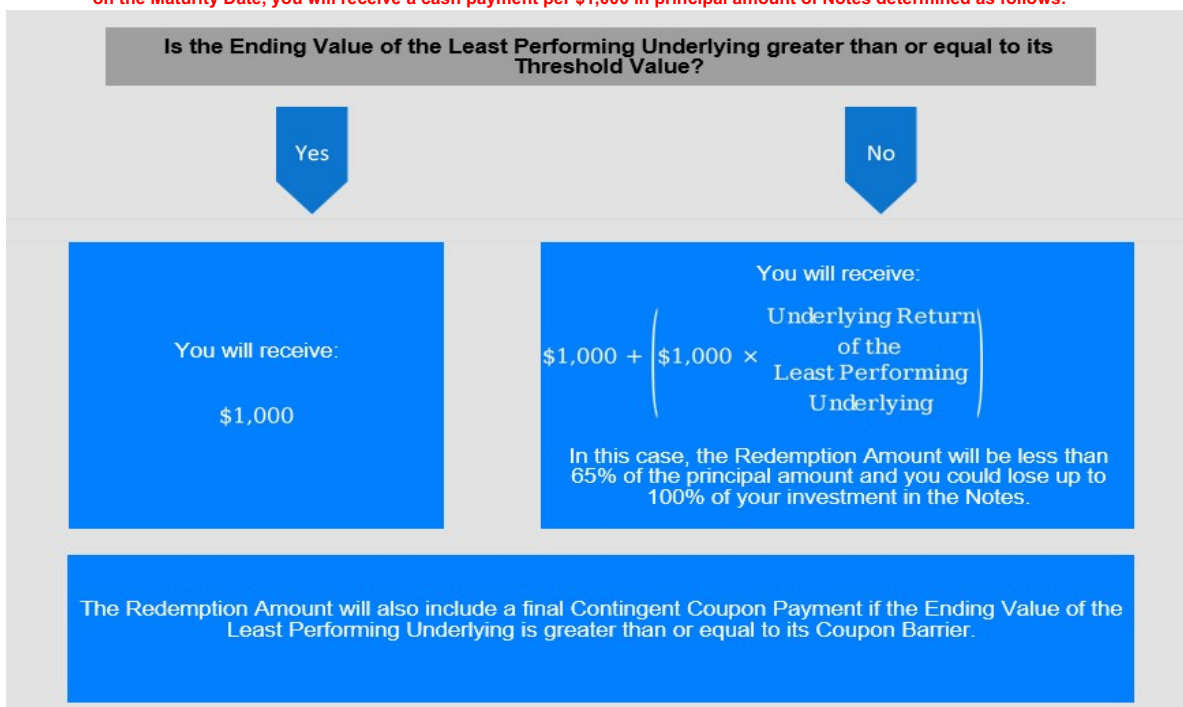 on the Maturity Date, you will receive a cash payment per $1,000 in principal amount of Notes determined as follows:
Is the Ending Value of the Least Performing Underlying greater than or equal to its
Threshold Value?
Yes
No
You will receive:
$1,000
You will receive:
$1,000 + ($1,000 × Underlying Return
of the
Least Performing
Underlying)
In this case, the Redemption Amount will be less than
65% of the principal amount and you could lose up to
100% of your investment in the Notes.
The Redemption Amount will also include a final Contingent Coupon Payment if the Ending Value of the
Least Performing Underlying is greater than or equal to its Coupon Barrier.